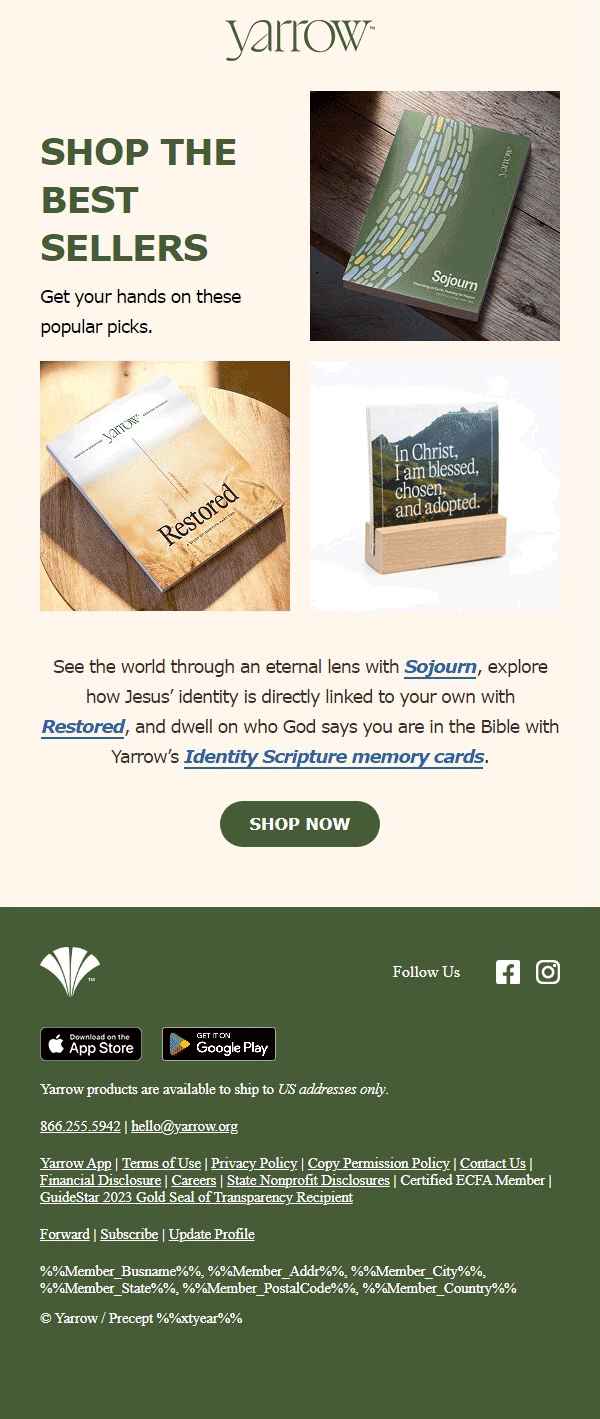 yarrow™
SHOP THE
BEST
SELLERS
Get your hands on these
popular picks.
yarrow
Sojourn
yarrow
Restored
In Christ,
I am blessed,
chosen,
and adopted.
See the world through an eternal lens with Sojourn, explore
how Jesus’ identity is directly linked to your own with
Restored, and dwell on who God says you are in the Bible with
Yarrow’s Identity Scripture memory cards.
SHOP NOW
TM
Follow Us
Download on the
App Store
GET IT ON
Google Play
Yarrow products are available to ship to US addresses only.
866.255.5942 | hello@yarrow.org
Yarrow App | Terms of Use | Privacy Policy | Copy Permission Policy | Contact Us |
Financial Disclosure | Careers | State Nonprofit Disclosures | Certified ECFA Member |
GuideStar 2023 Gold Seal of Transparency Recipient
Forward | Subscribe | Update Profile
%%Member_Busname%%, %%Member_Addr%%, %%Member_City%%,
%%Member_State%%, %%Member_PostalCode%%, %%Member_Country%%
© Yarrow / Precept %%xtyear%%